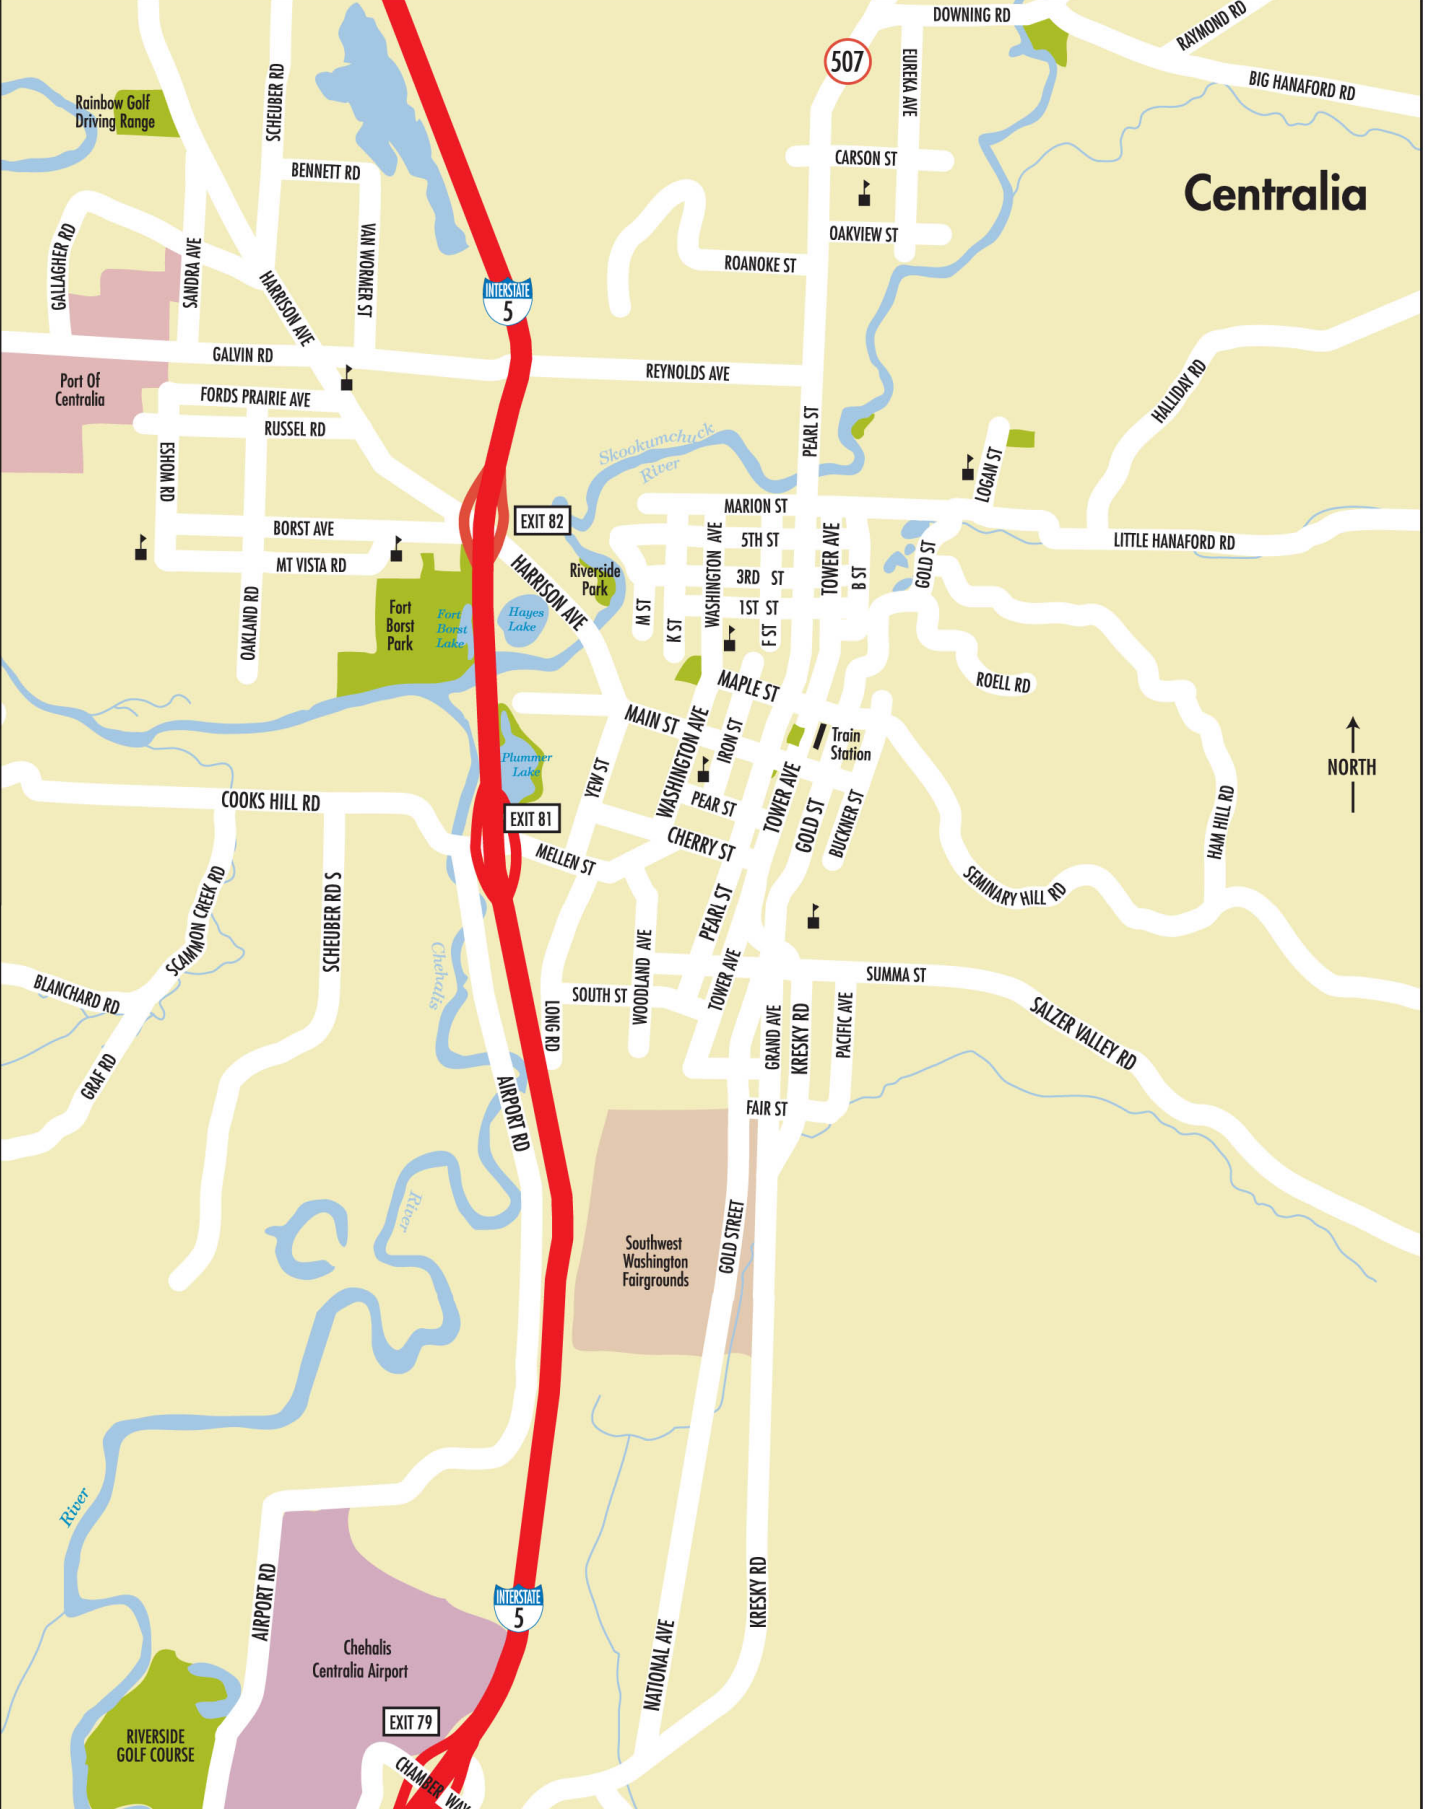 DOWNING RD
RAYMOND RD
507
EUREKA AVE
BIG HANAFORD RD
SCHEUBER RD
Rainbow Golf
Driving Range
BENNETT RD
CARSON ST
Centralia
OAKVIEW ST
GALLAGHER RD
SANDRA AVE
VAN WORMER ST
ROANOKE ST
HARRISON AVE
INTERSTATE
5
GALVIN RD
REYNOLDS AVE
Port Of
Centralia
FORDS PRAIRIE AVE
HALLIDAY RD
RUSSEL RD
PEARL ST
Skookumchuck
River
ESHOM RD
LOGAN ST
MARION ST
EXIT 82
BORST AVE
5TH ST
WASHINGTON AVE
TOWER AVE
LITTLE HANAFORD RD
MT VISTA RD
HARRISON AVE
Riverside
Park
3RD ST
B ST
GOLD ST
1ST ST
OAKLAND RD
Fort
Borst
Park
Fort
Borst
Lake
Hayes
Lake
M ST
K ST
F ST
MAPLE ST
ROELL RD
MAIN ST
WASHINGTON AVE
IRON ST
Train
Station
NORTH
Plummer
Lake
YEW ST
TOWER AVE
COOKS HILL RD
PEAR ST
GOLD ST
BUCKNER ST
HAM HILL RD
EXIT 81
CHERRY ST
MELLEN ST
SEMINARY HILL RD
SCAMMON CREEK RD
SCHEUBER RD S
PEARL ST
Chehalis
WOODLAND AVE
TOWER AVE
SUMMA ST
BLANCHARD RD
SOUTH ST
LONG RD
GRAND AVE
KRESKY RD
PACIFIC AVE
SALZER VALLEY RD
GRAF RD
AIRPORT RD
FAIR ST
River
GOLD STREET
Southwest
Washington
Fairgrounds
River
AIRPORT RD
KRESKY RD
INTERSTATE
5
Chehalis
Centralia Airport
NATIONAL AVE
EXIT 79
RIVERSIDE
GOLF COURSE
CHAMBER WAY